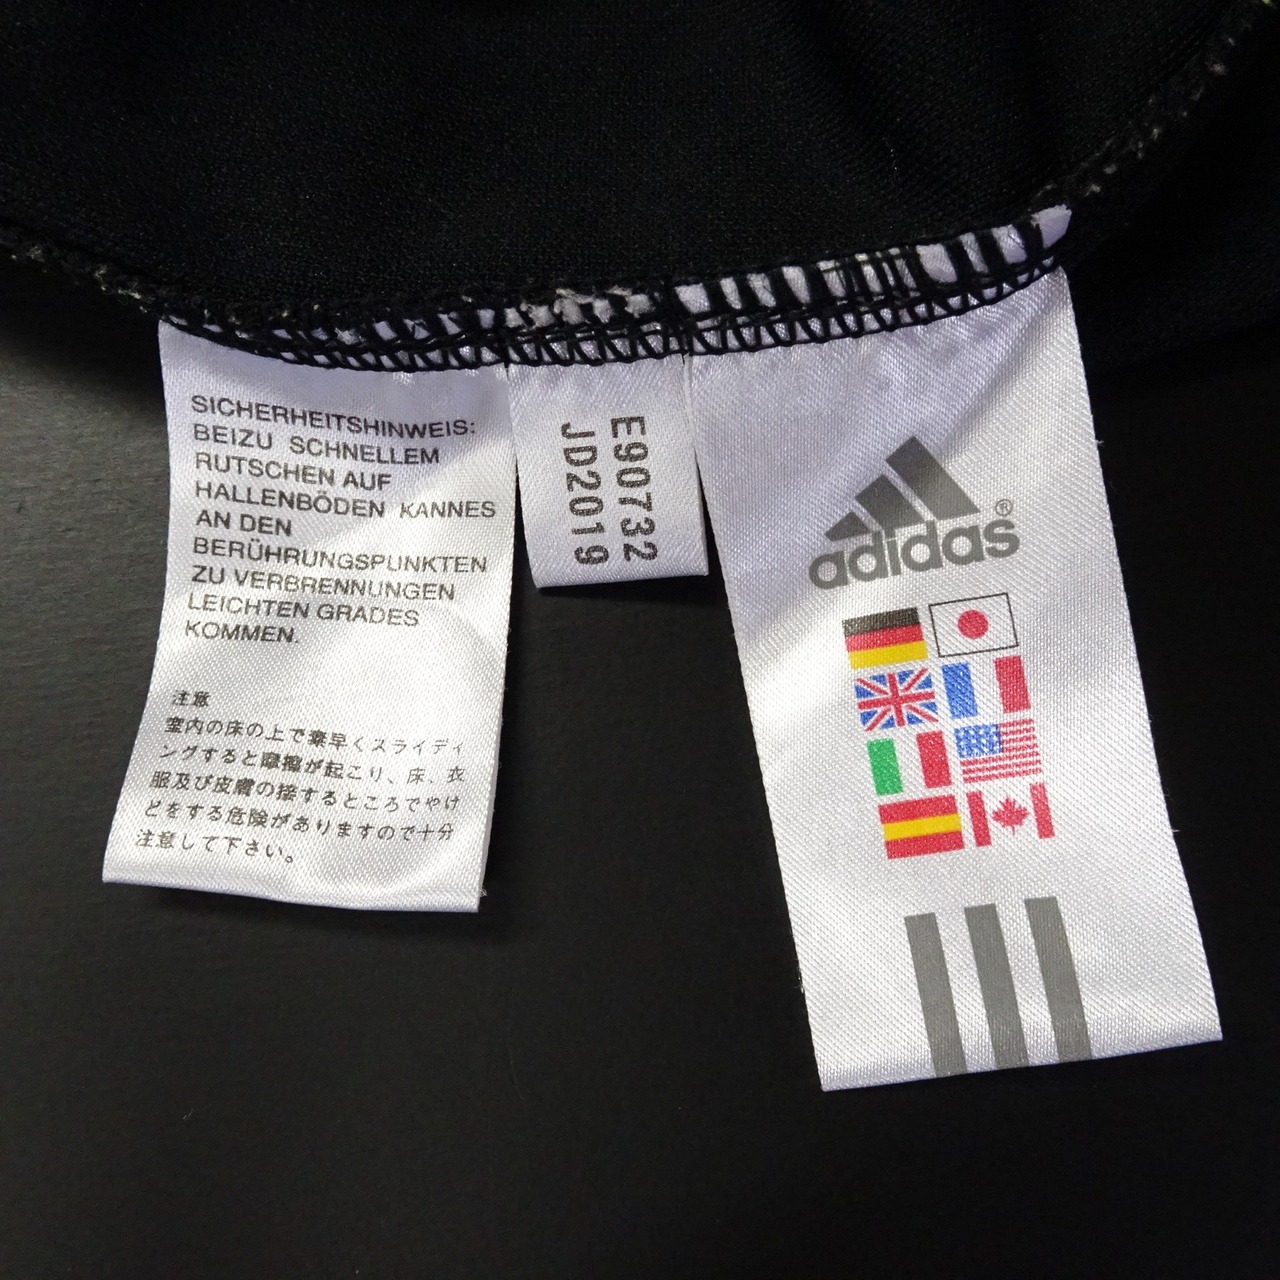 SICHERHEITSHINWEIS:
BEIZU SCHNELLEM
RUTSCHEN AUF
HALLENBÖDEN KANNES
AN DEN
BERÜHRUNGSPUNKTEN
ZU VERBRENNUNGEN
LEICHTEN GRADES
KOMMEN.
注意
室内の床の上で素早くスライディ
ングすると摩擦が起こり、床、衣
服及び皮膚の接するところでやけ
どをする危険がありますので十分
注意して下さい。
E90732
JD2019
adidas®